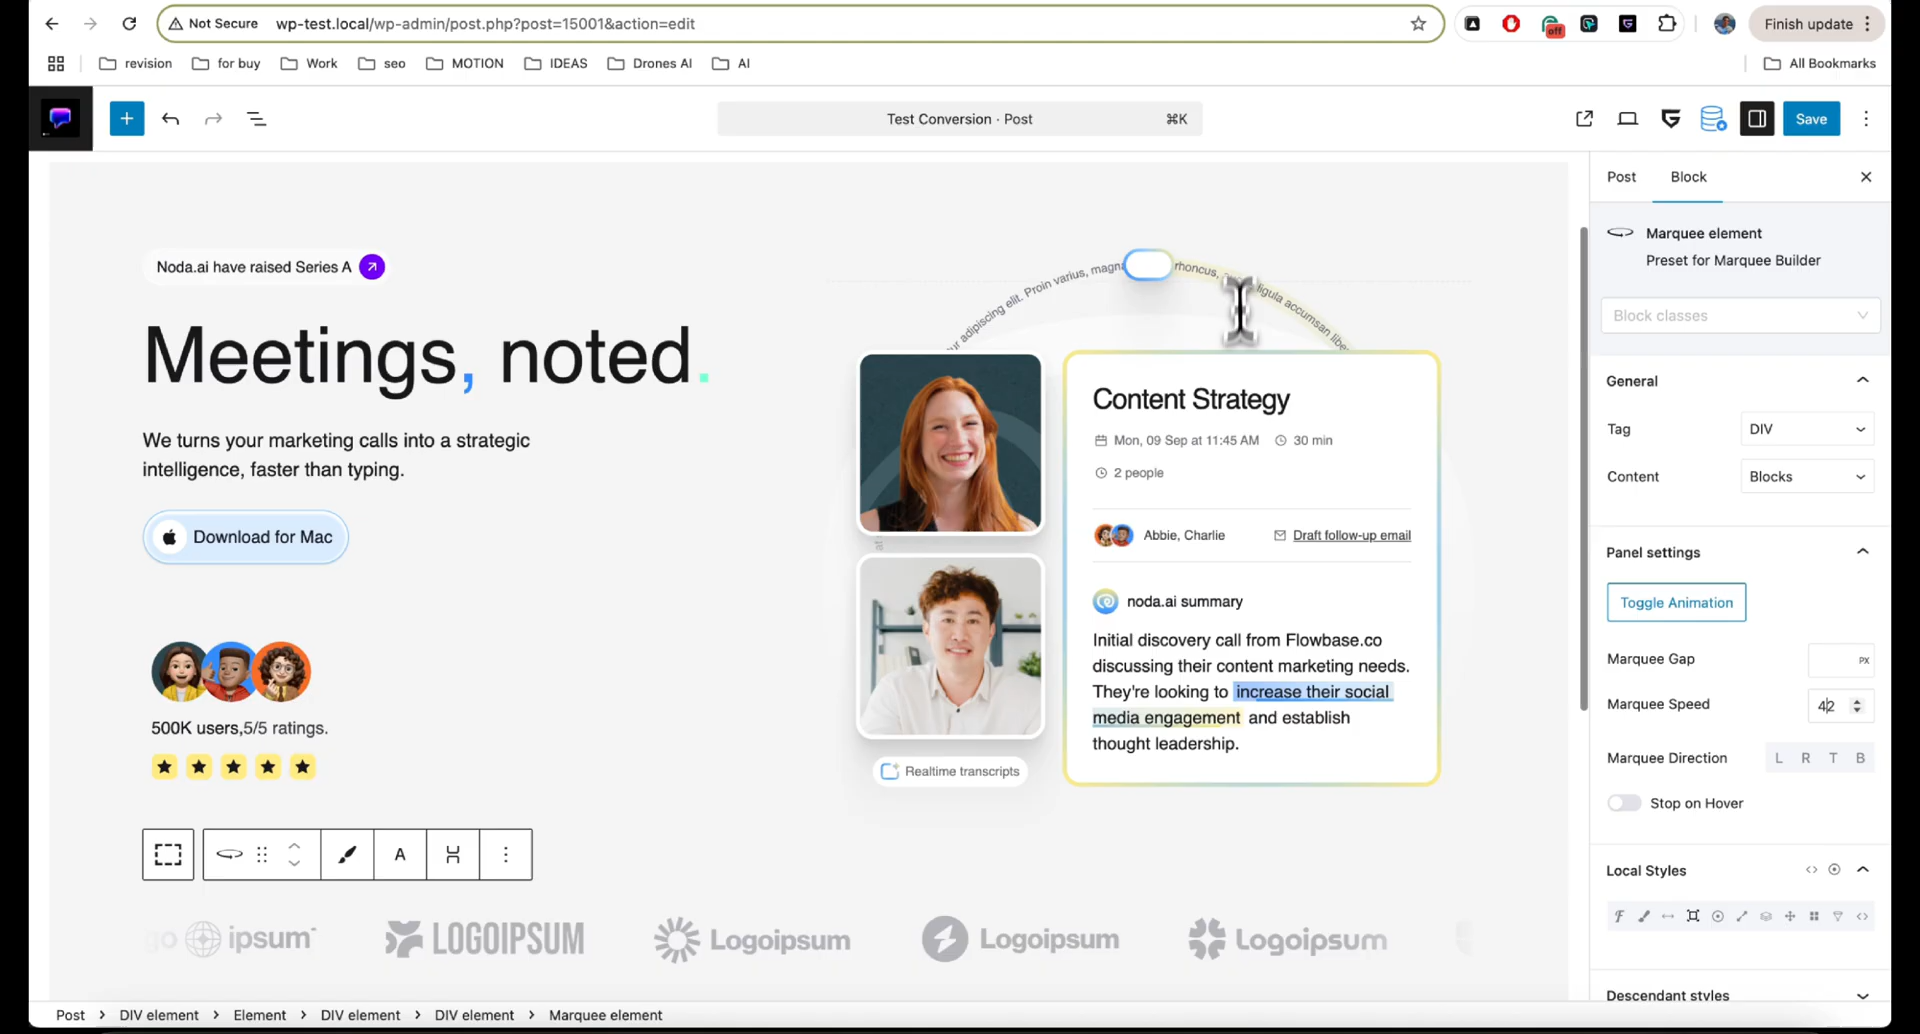 Not Secure
wp-test.local/wp-admin/post.php?post=15001&action=edit
off
Finish update
revision
for buy
Work
seo
MOTION
IDEAS
Drones AI
AI
All Bookmarks
Test Conversion · Post
⌘K
Save
Post
Block
Marquee element
Preset for Marquee Builder
Block classes
General
Tag
DIV
Content
Blocks
Panel settings
Toggle Animation
Marquee Gap
PX
Marquee Speed
42
Marquee Direction
L R T B
Stop on Hover
Local Styles
Descendant styles
Noda.ai have raised Series A
Meetings, noted.
We turns your marketing calls into a strategic
intelligence, faster than typing.
Download for Mac
500K users,5/5 ratings.
adipiscing elit. Proin varius, magna
rhoncus,
ligula accumsan
Content Strategy
Mon, 09 Sep at 11:45 AM
30 min
2 people
Abbie, Charlie
Draft follow-up email
noda.ai summary
Initial discovery call from Flowbase.co
discussing their content marketing needs.
They're looking to increase their social
media engagement and establish
thought leadership.
Realtime transcripts
A
go ipsum
LOGOIPSUM
Logoipsum
Logoipsum
Logoipsum
Post
DIV element
Element
DIV element
DIV element
Marquee element